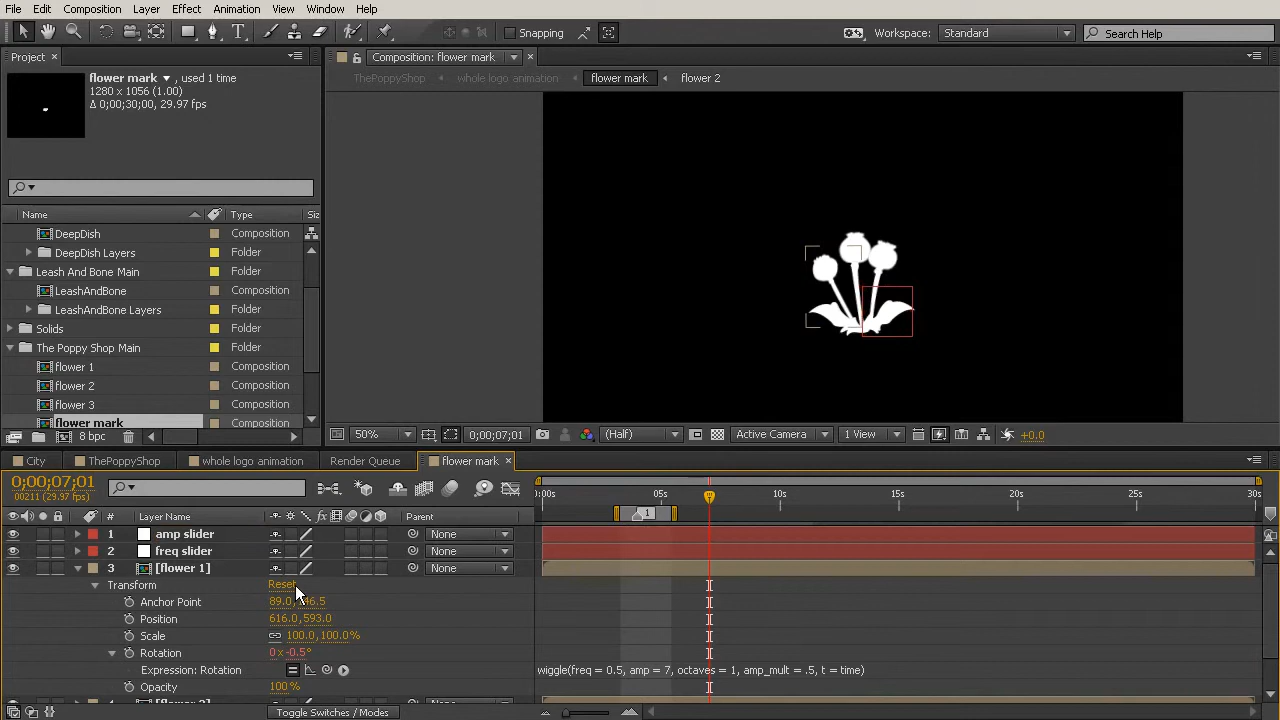 File Edit Composition Layer Effect Animation View Window Help
Snapping Workspace: Standard Search Help
Project Composition: flower mark
flower mark , used 1 time
1280 x 1056 (1.00)
Δ 0;00;30;00, 29.97 fps
ThePoppyShop whole logo animation flower mark flower 2
Name Type Siz
DeepDish Composition
DeepDish Layers Folder
Leash And Bone Main Folder
LeashAndBone Composition
LeashAndBone Layers Folder
Solids Folder
The Poppy Shop Main Folder
flower 1 Composition
flower 2 Composition
flower 3 Composition
flower mark Composition
8 bpc
50% 0;00;07;01 (Half) Active Camera 1 View +0.0
City ThePoppyShop whole logo animation Render Queue flower mark
0;00;07;01
00211 (29.97 fps)
:00s 05s 10s 15s 20s 25s 30s
# Layer Name fx Parent
1
1 amp slider None
2 freq slider None
3 [flower 1] None
Transform Reset
Anchor Point
Position 616.0,593.0
Scale 100.0,100.0%
Rotation 0x-0.5°
Expression: Rotation wiggle(freq = 0.5, amp = 7, octaves = 1, amp_mult = .5, t = time)
Opacity 100%
Toggle Switches / Modes